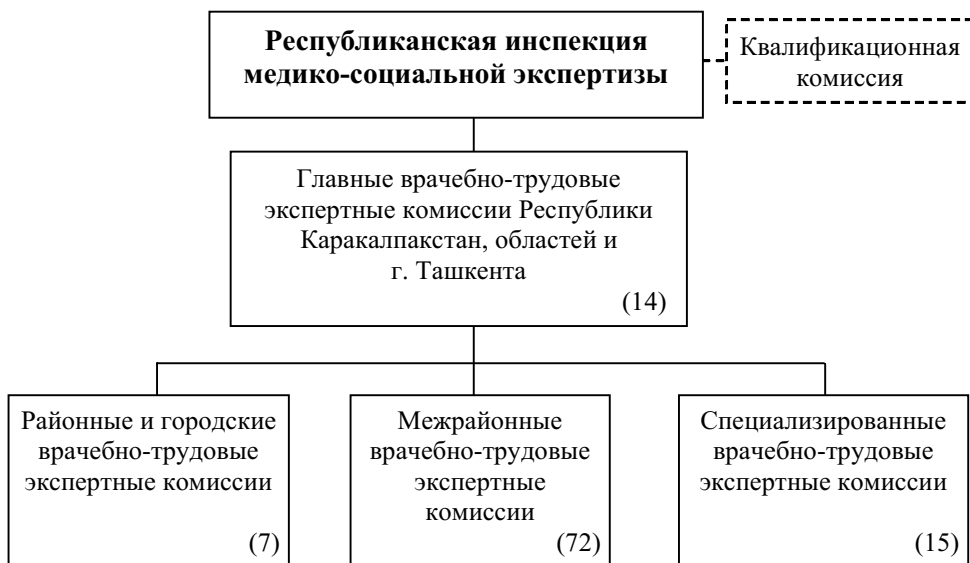 Республиканская инспекция
медико-социальной экспертизы
Квалификационная
комиссия
Главные врачебно-трудовые
экспертные комиссии Республики
Каракалпакстан, областей и
г. Ташкента
(14)
Районные и городские
врачебно-трудовые
экспертные комиссии
(7)
Межрайонные
врачебно-трудовые
экспертные
комиссии
(72)
Специализированные
врачебно-трудовые
экспертные комиссии
(15)